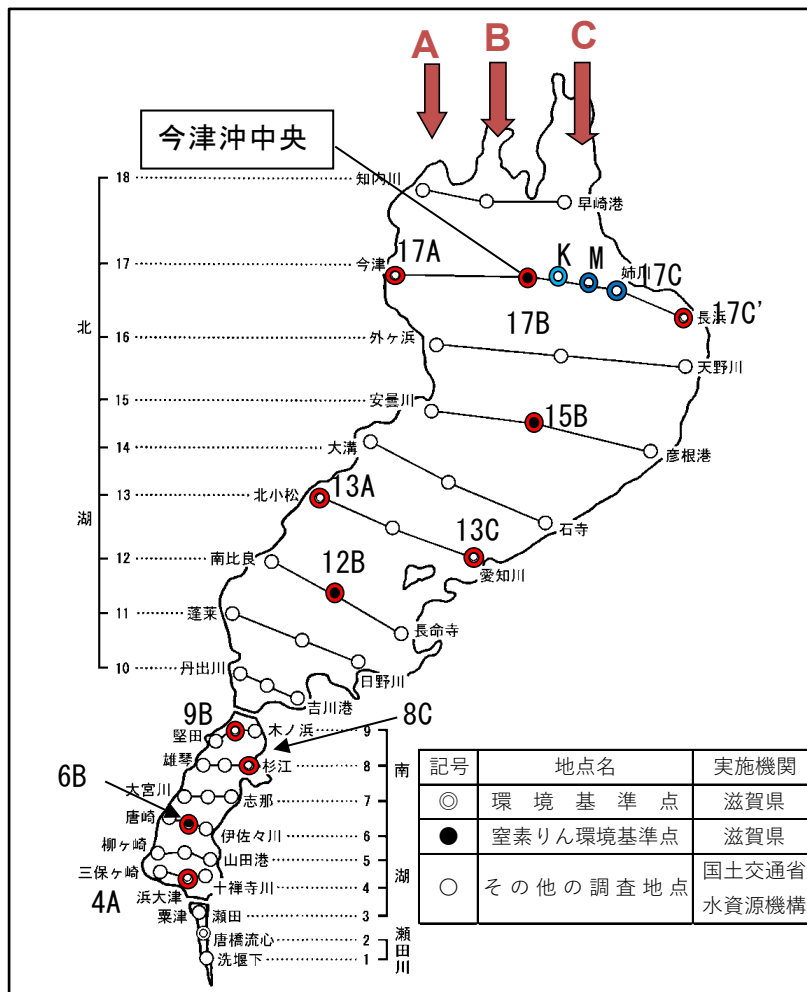 A B C
今津沖中央
18 知内川 早崎港
17 今津 17A K M 姉川 17C
17B 17C' 長浜
北
16 外ヶ浜 天野川
15 安曇川 15B 彦根港
14 大溝 石寺
13 北小松 13A 13C 愛知川
湖
12 南比良 12B 長命寺
11 蓬莱 日野川
10 丹出川 吉川港
9B 8C
堅田 木ノ浜 9
南
雄琴 杉江 8
6B
大宮川 志那 7
唐崎 伊佐々川 6
柳ヶ崎 山田港 5
三保ヶ崎 十禅寺川 4
湖
4A 浜大津
粟津 瀬田 3
唐橋流心 2
洗堰下 1
瀬田川
記号 地点名 実施機関
◎ 環境基準点 滋賀県
● 窒素りん環境基準点 滋賀県
○ その他の調査地点 国土交通省
水資源機構